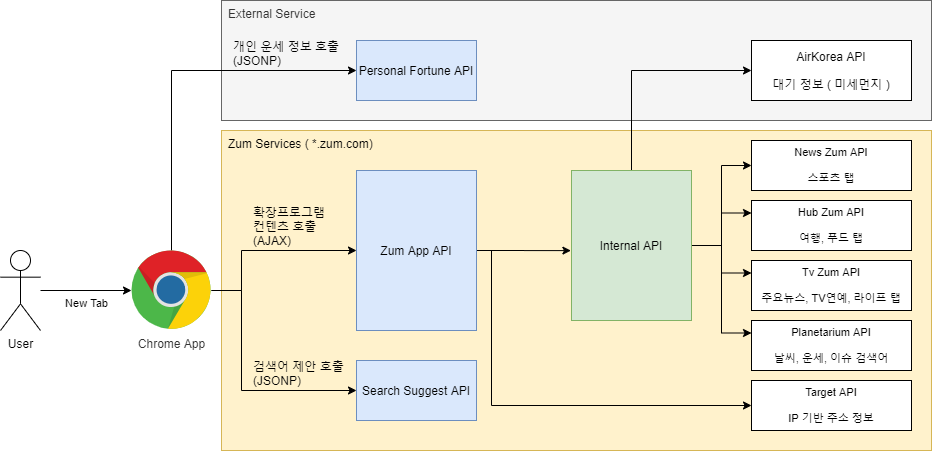 External Service
개인 운세 정보 호출
(JSONP)
Personal Fortune API
AirKorea API
대기 정보 ( 미세먼지 )
Zum Services ( *.zum.com)
확장프로그램
컨텐츠 호출
(AJAX)
Zum App API
Internal API
News Zum API
스포츠 탭
Hub Zum API
여행, 푸드 탭
Tv Zum API
주요뉴스, TV연예, 라이프 탭
Planetarium API
날씨, 운세, 이슈 검색어
Target API
IP 기반 주소 정보
검색어 제안 호출
(JSONP)
Search Suggest API
New Tab
User
Chrome App